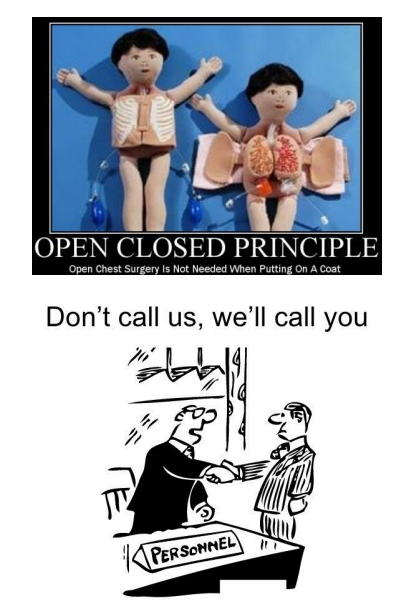 OPEN CLOSED PRINCIPLE
Open Chest Surgery Is Not Needed When Putting On A Coat
Don't call us, we'll call you
PERSONNEL